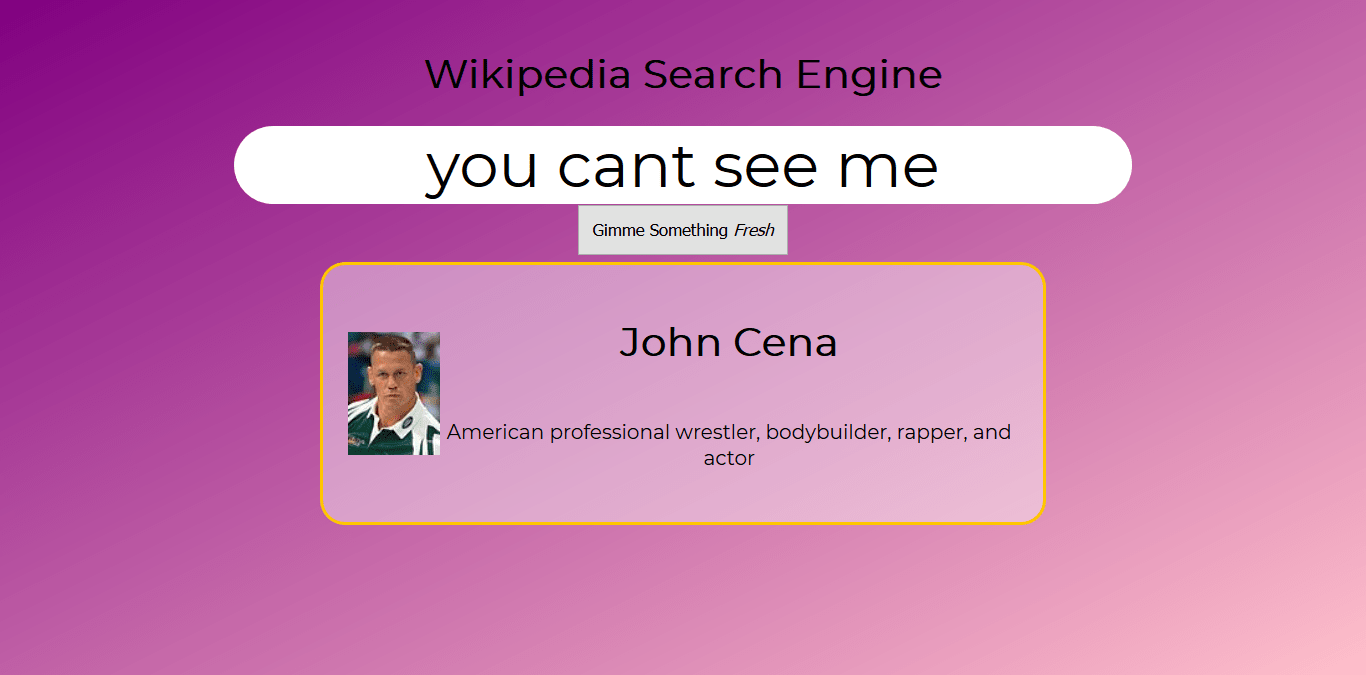 Wikipedia Search Engine
you cant see me
Gimme Something Fresh
John Cena
American professional wrestler, bodybuilder, rapper, and
actor